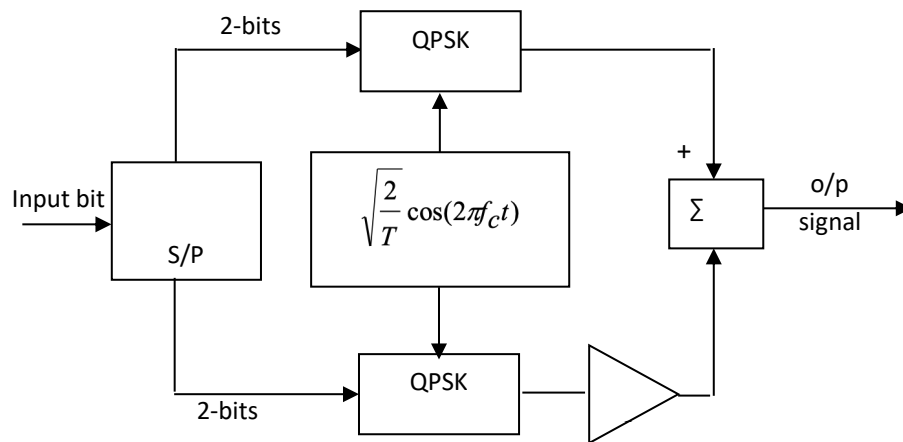 2-bits
QPSK
Input bit
S/P
√(2/T) cos(2πf_c t)
+
Σ
o/p
signal
QPSK
2-bits